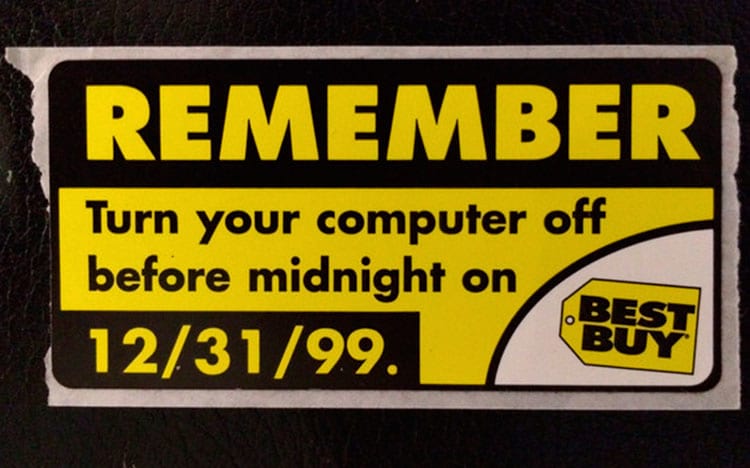 REMEMBER
Turn your computer off
before midnight on
12/31/99.
BEST
BUY